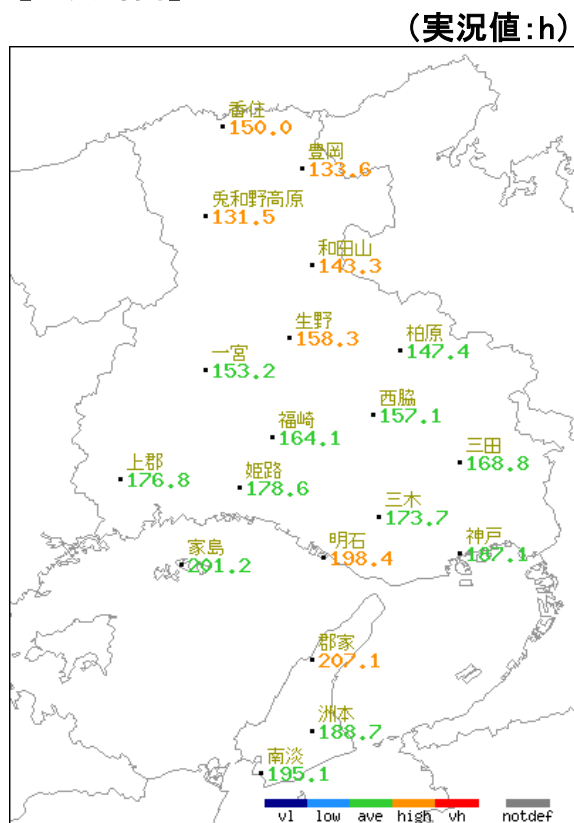 (実況値:h)
香住
150.0
豊岡
133.6
兎和野高原
131.5
和田山
143.3
生野
158.3
柏原
147.4
一宮
153.2
西脇
157.1
福崎
164.1
三田
168.8
上郡
176.8
姫路
178.6
三木
173.7
家島
201.2
明石
198.4
神戸
187.1
郡家
207.1
洲本
188.7
南淡
195.1
vl low ave high vh notdef